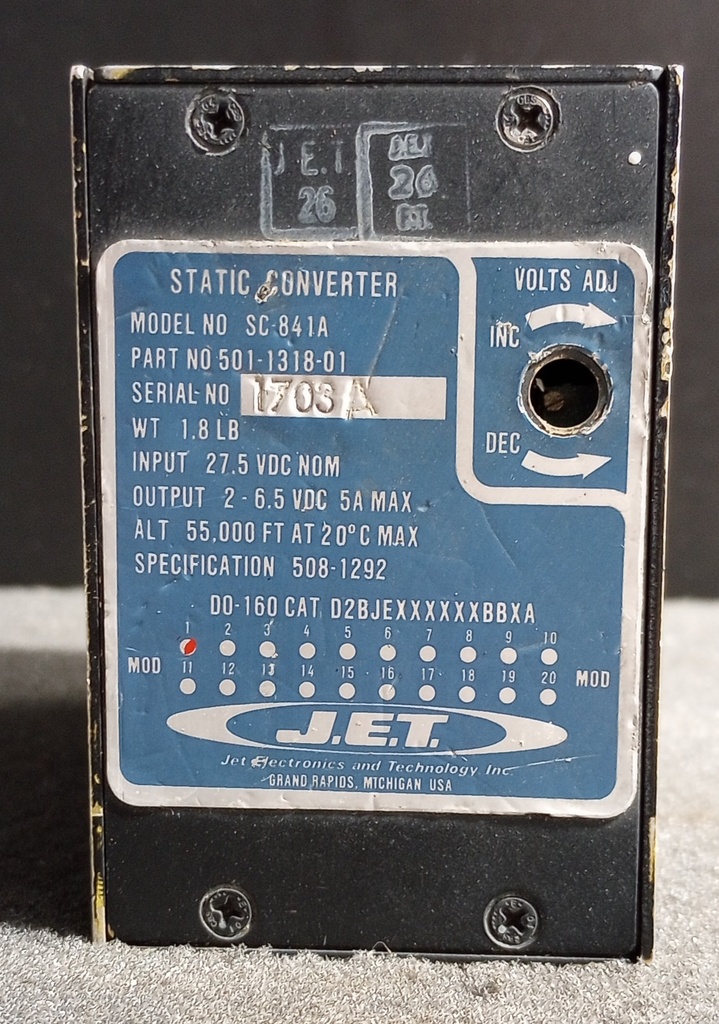 J.E.T.
26
26
STATIC CONVERTER
MODEL NO SC-841A
PART NO 501-1318-01
SERIAL NO 1703A
WT 1.8 LB
INPUT 27.5 VDC NOM
OUTPUT 2 - 6.5 VDC 5A MAX
ALT 55,000 FT AT 20°C MAX
SPECIFICATION 508-1292
VOLTS ADJ
INC
DEC
DO-160 CAT D2BJEXXXXXXBBXA
1 2 3 4 5 6 7 8 9 10
MOD MOD
11 12 13 14 15 16 17 18 19 20
J.E.T.
Jet Electronics and Technology Inc.
GRAND RAPIDS, MICHIGAN USA